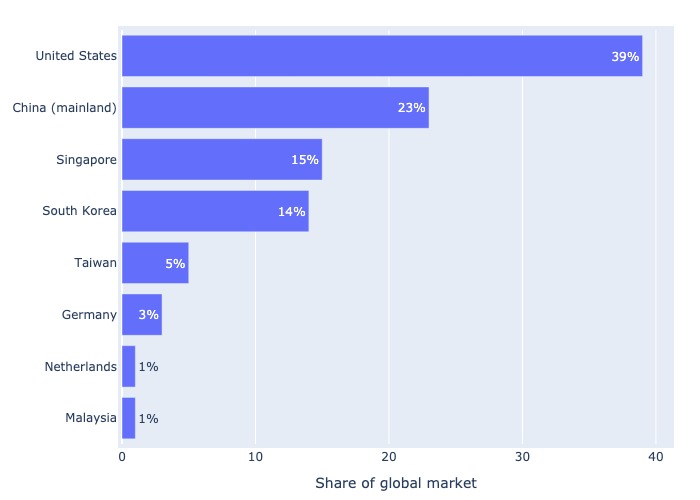 United States 39%
China (mainland) 23%
Singapore 15%
South Korea 14%
Taiwan 5%
Germany 3%
Netherlands 1%
Malaysia 1%
0 10 20 30 40
Share of global market